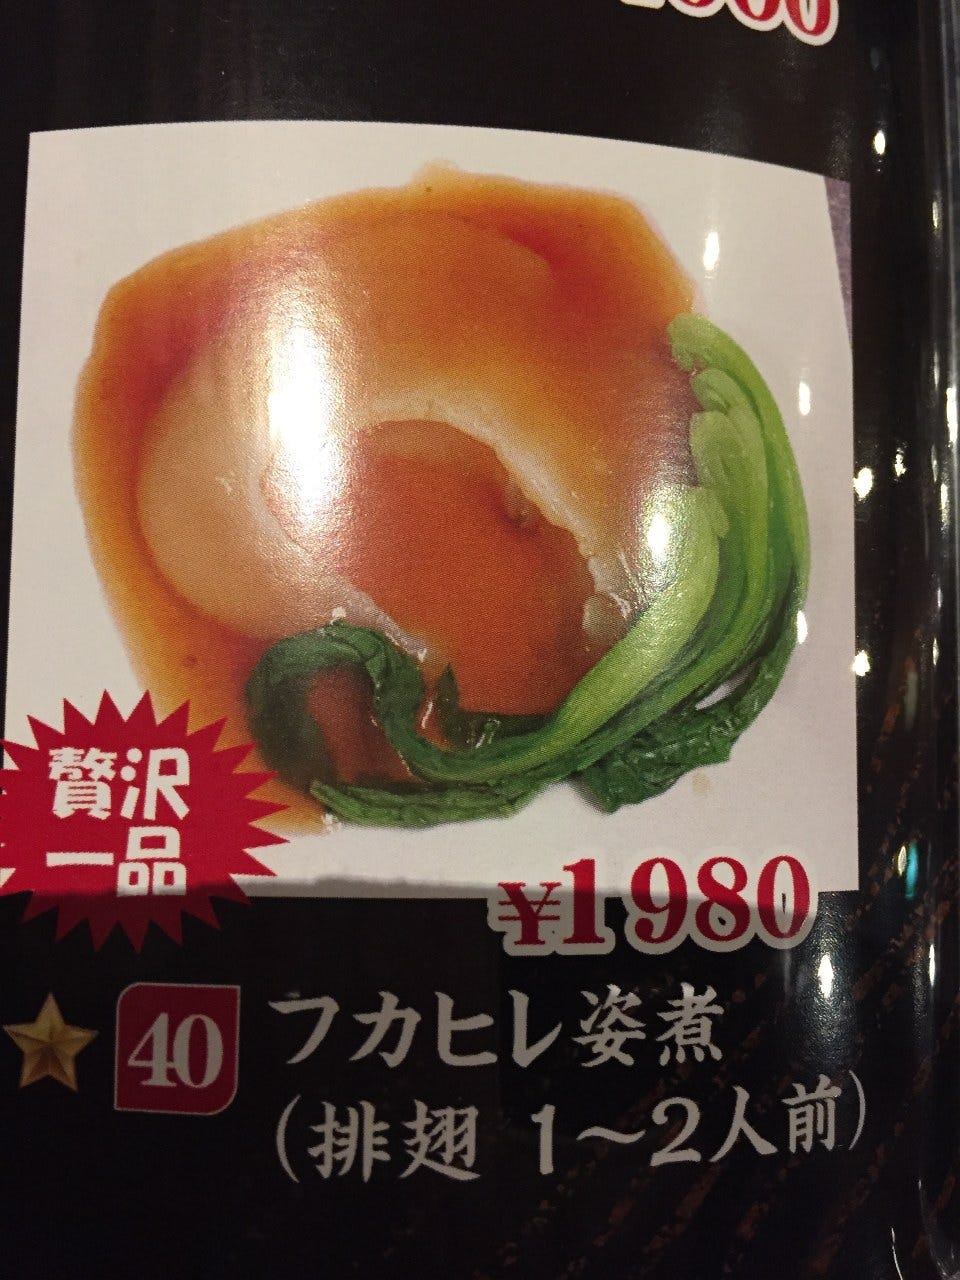 贅沢
一品
¥1980
40 フカヒレ姿煮
(排翅 1～2人前)